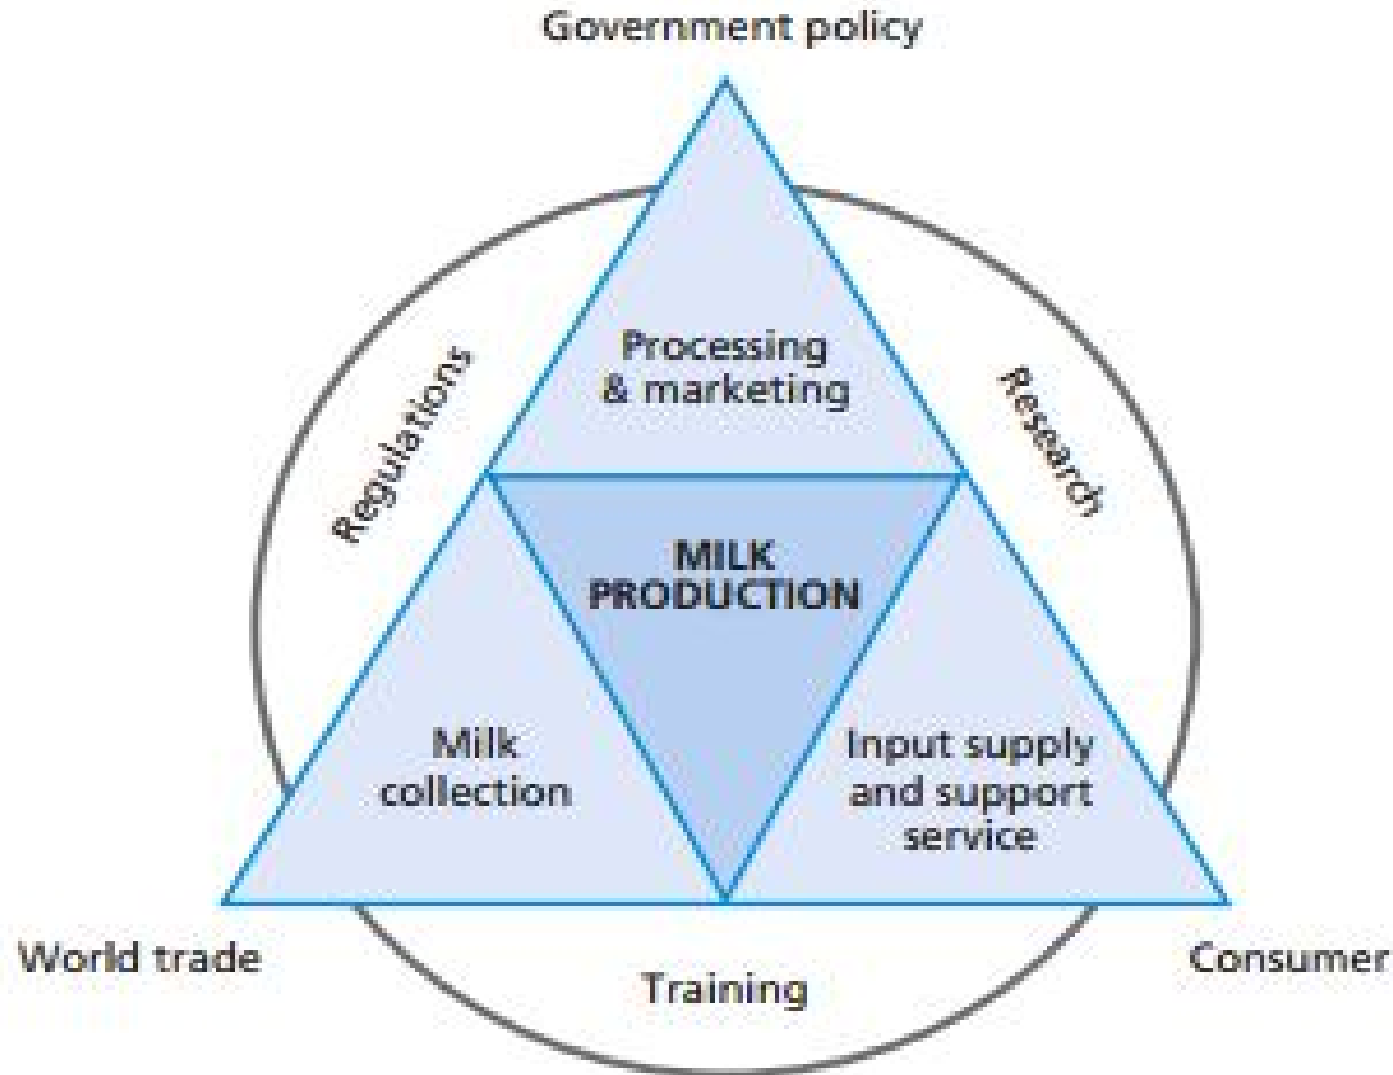 Government policy
Processing
& marketing
Regulations
Research
MILK
PRODUCTION
Milk
collection
Input supply
and support
service
World trade
Consumer
Training